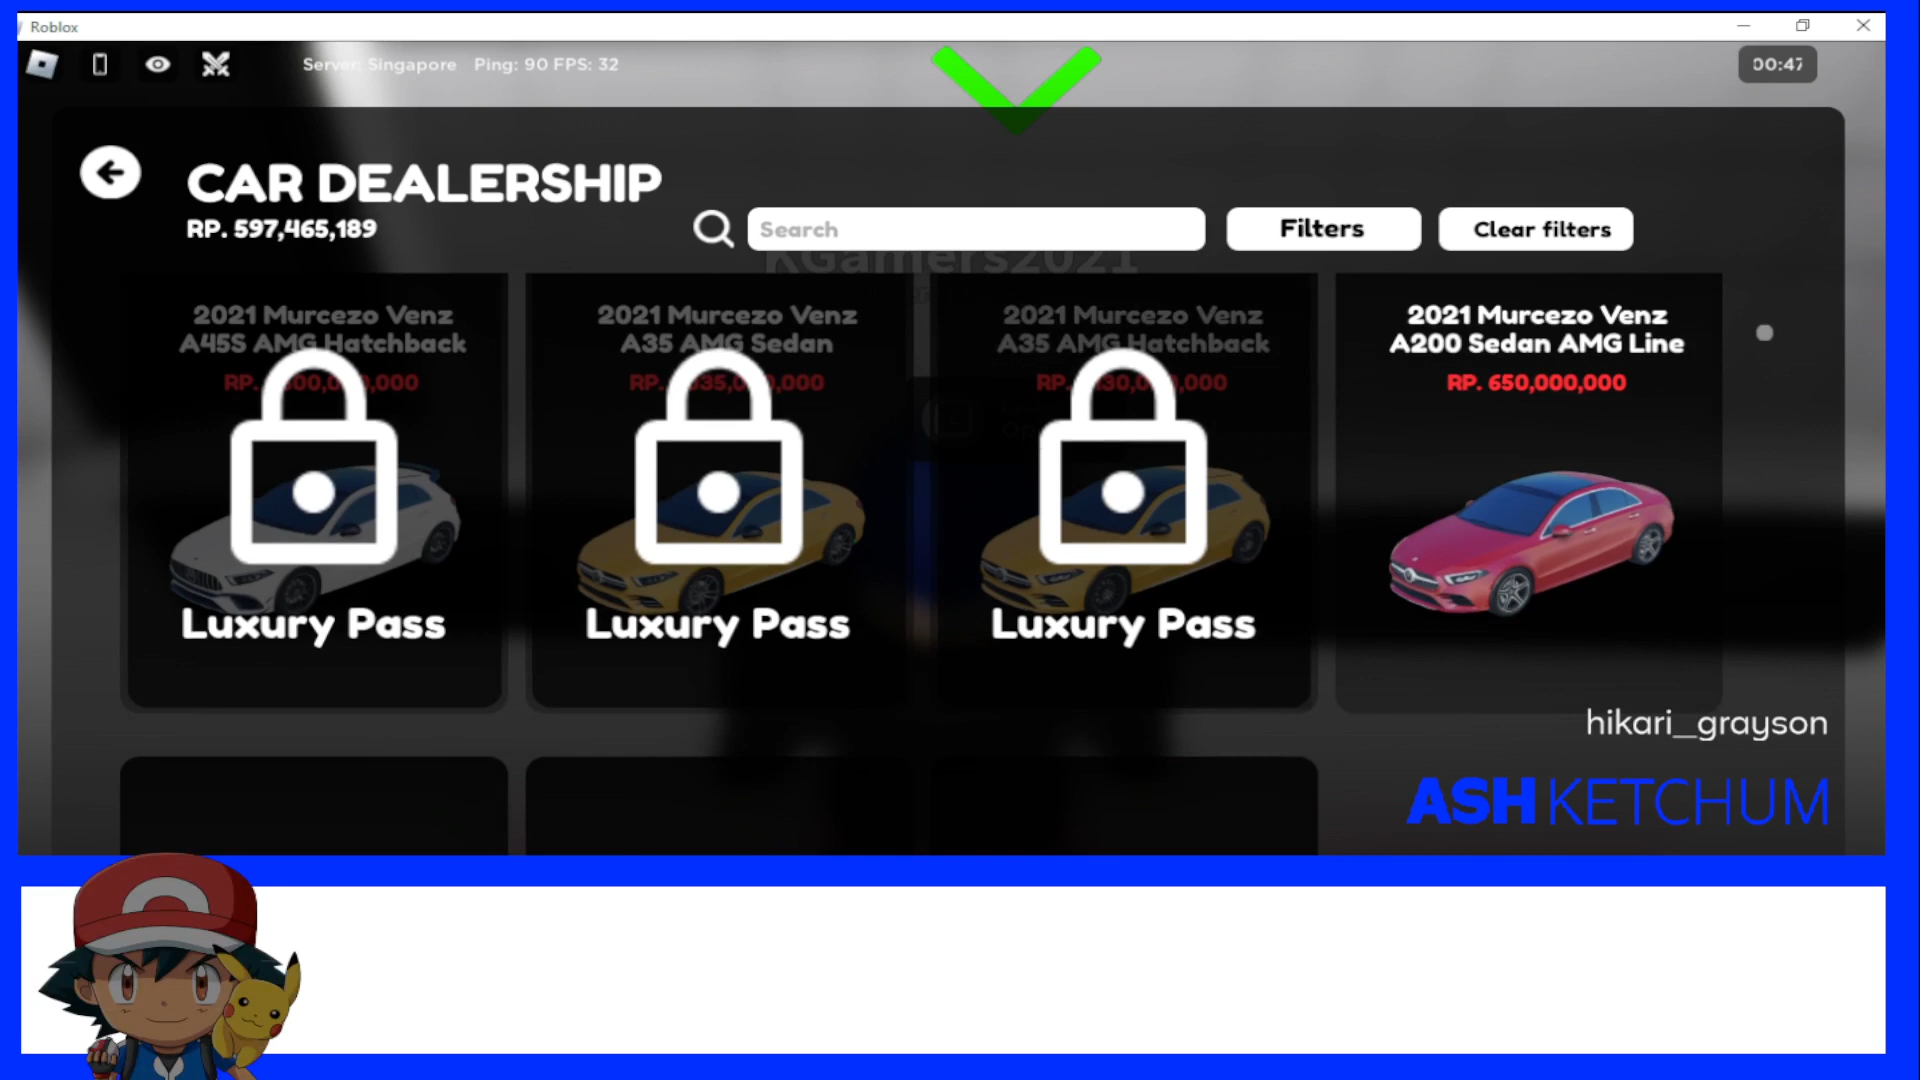 Roblox
Server: Singapore Ping: 90 FPS: 32
00:47
CAR DEALERSHIP
RP. 597,465,189
Search
Filters
Clear filters
KGamers2021
2021 Murcezo Venz
A45S AMG Hatchback
2021 Murcezo Venz
A35 AMG Sedan
2021 Murcezo Venz
A35 AMG Hatchback
2021 Murcezo Venz
A200 Sedan AMG Line
RP. 650,000,000
Luxury Pass
Luxury Pass
Luxury Pass
hikari_grayson
ASH KETCHUM